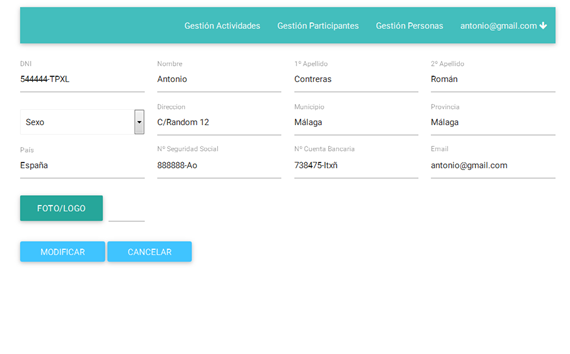 Gestión Actividades Gestión Participantes Gestión Personas antonio@gmail.com
DNI Nombre 1º Apellido 2º Apellido
544444-TPXL Antonio Contreras Román
Direccion Municipio Provincia
Sexo C/Random 12 Málaga Málaga
País Nº Seguridad Social Nº Cuenta Bancaria Email
España 888888-Ao 738475-Itxñ antonio@gmail.com
FOTO/LOGO
MODIFICAR CANCELAR